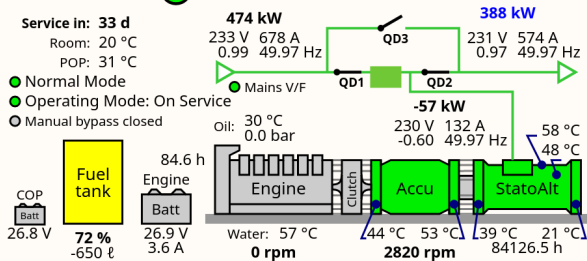 474 kW
388 kW
Service in: 33 d
Room: 20 °C
POP: 31 °C
233 V 678 A
0.99 49.97 Hz
QD3
231 V 574 A
0.97 49.97 Hz
Normal Mode
Operating Mode: On Service
Manual bypass closed
Mains V/F
QD1
QD2
-57 kW
230 V 132 A
-0.60 49.97 Hz
Oil: 30 °C
0.0 bar
58 °C
48 °C
84.6 h
Engine
COP
Batt
26.8 V
Fuel
tank
72 %
-650 ℓ
Batt
26.9 V
3.6 A
Engine
Clutch
Accu
StatoAlt
Water: 57 °C
44 °C
53 °C
39 °C
21 °C
0 rpm
2820 rpm
84126.5 h